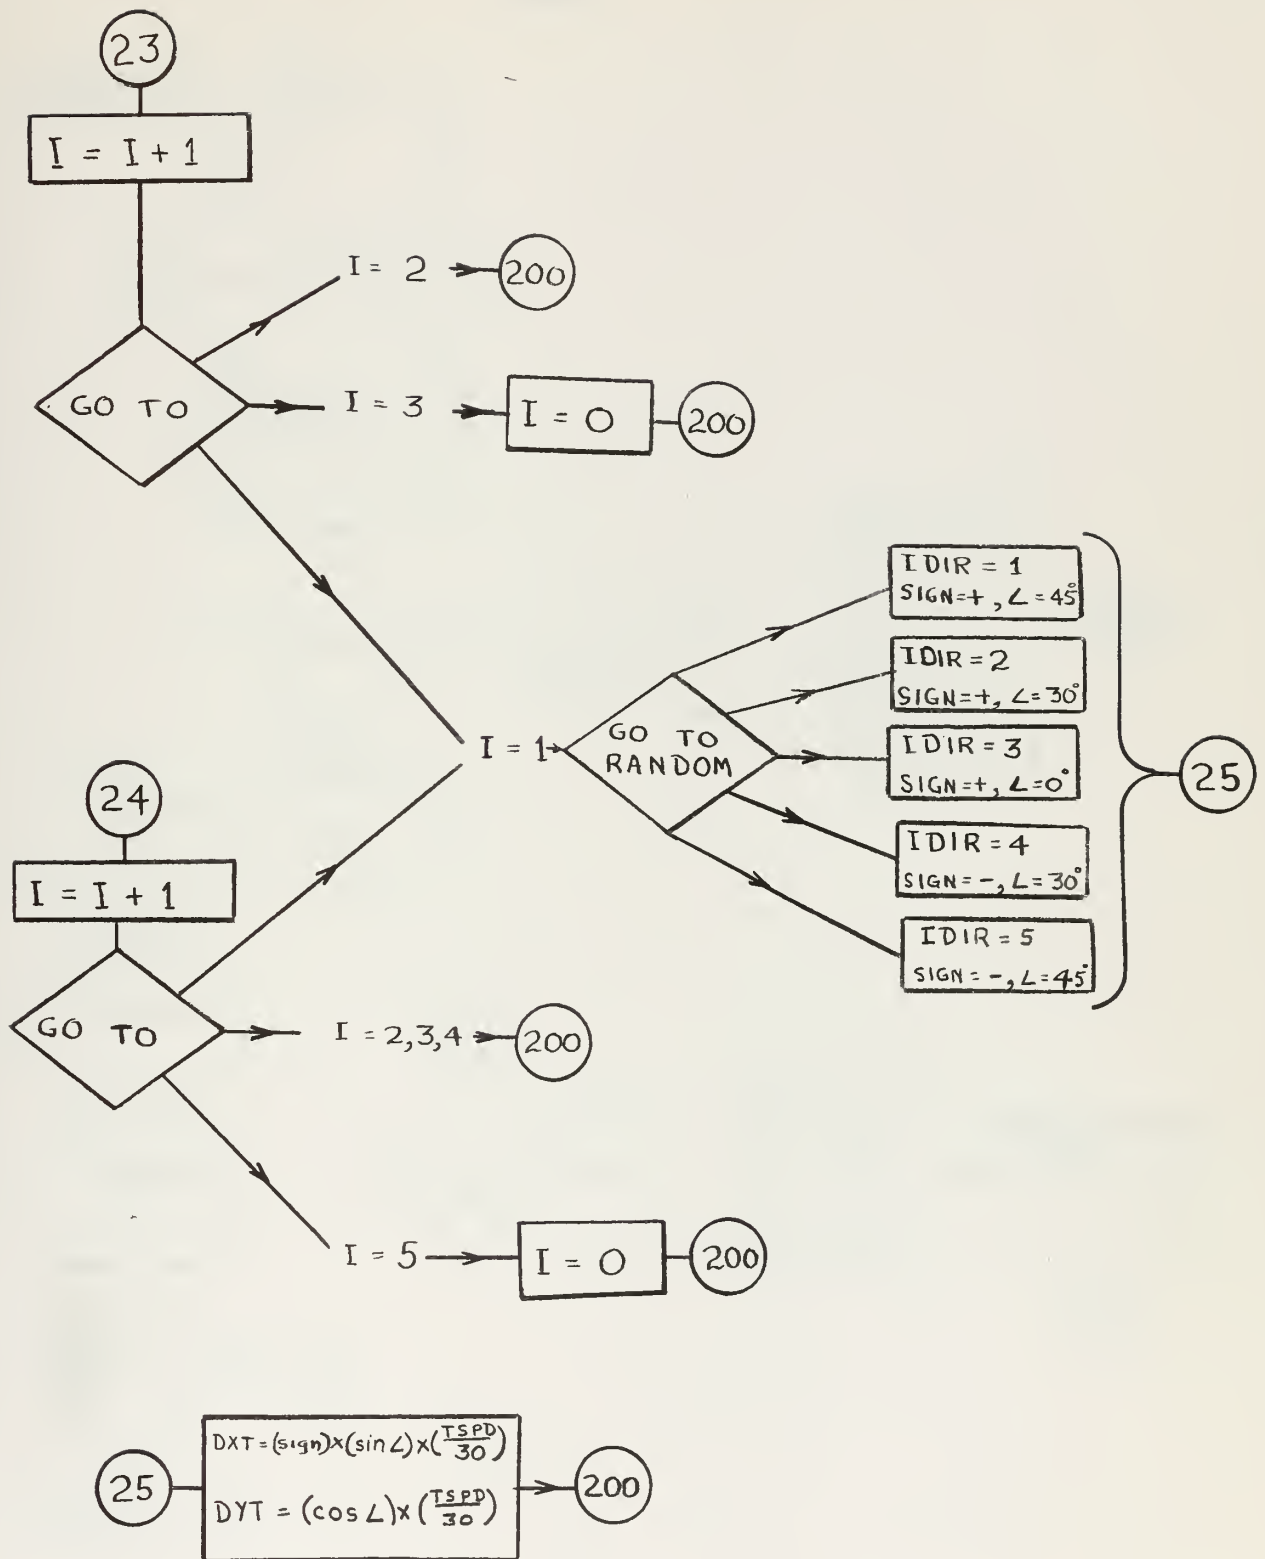 23
I = I + 1
I = 2
200
GO TO
I = 3
I = 0
200
I = 1
GO TO
RANDOM
IDIR = 1
SIGN=+, ∠=45°
IDIR = 2
SIGN=+, ∠=30°
IDIR = 3
SIGN=+, ∠=0°
IDIR = 4
SIGN=-, ∠=30°
IDIR = 5
SIGN=-, ∠=45°
25
24
I = I + 1
GO TO
I = 2,3,4
200
I = 5
I = 0
200
25
DXT=(sign)×(sin∠)×(TSPD/30)
DYT = (cos∠)×(TSPD/30)
200